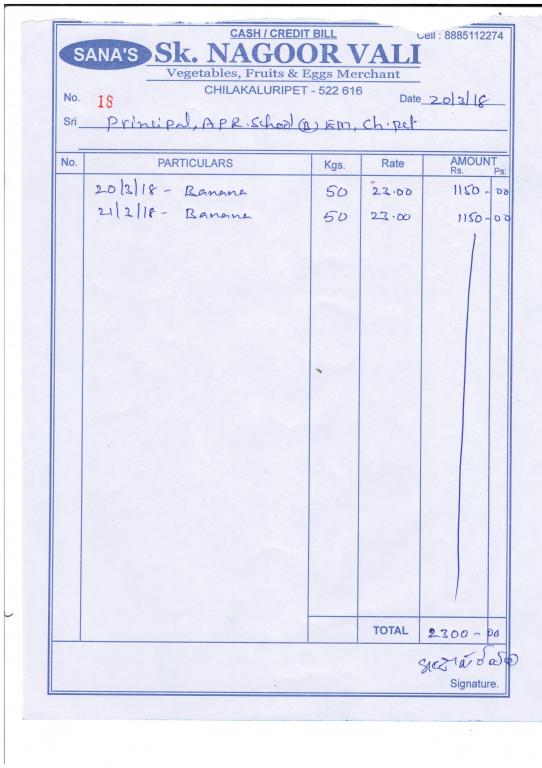 CASH / CREDIT BILL
Cell : 8885112274
SANA'S Sk. NAGOOR VALI
Vegetables, Fruits & Eggs Merchant
CHILAKALURIPET - 522 616
No. 18 Date 20/3/18
Sri Principal, A P R. School (B) EM, Ch. pet
No. PARTICULARS Kgs. Rate AMOUNT
Rs. Ps.
20/3/18 - Banana 50 23.00 1150-00
21/3/18 - Banana 50 23.00 1150-00
TOTAL 2300-00
Signature.